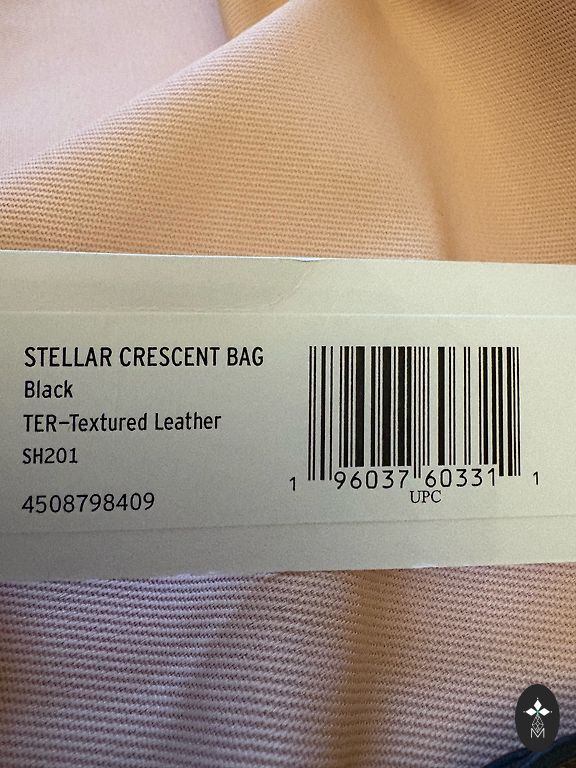 STELLAR CRESCENT BAG
Black
TER-Textured Leather
SH201
4508798409
1 96037 60331 1
UPC
M